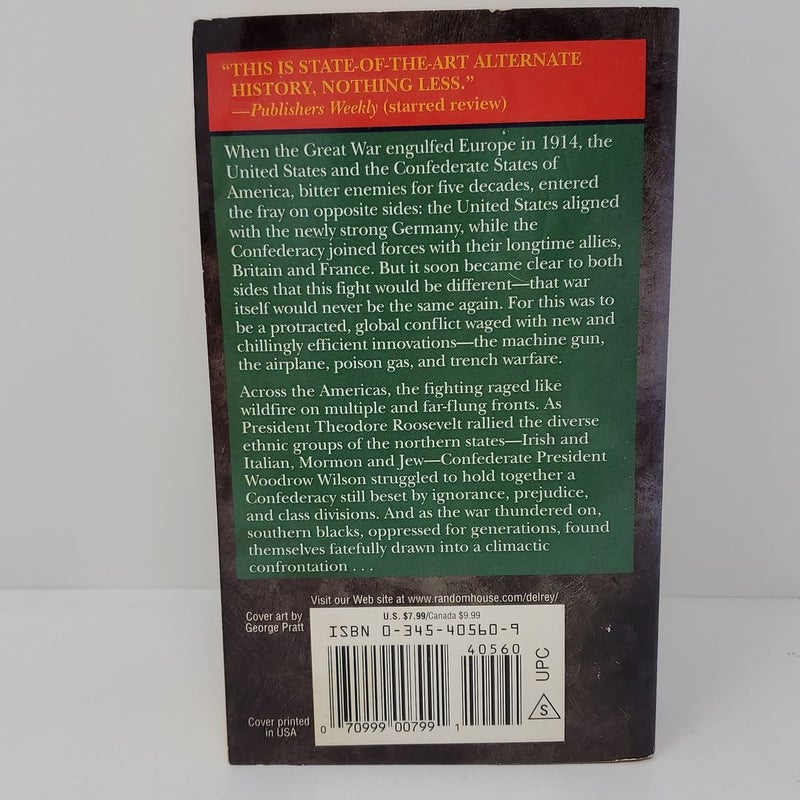 “THIS IS STATE-OF-THE-ART ALTERNATE
HISTORY, NOTHING LESS.”
—Publishers Weekly (starred review)
When the Great War engulfed Europe in 1914, the
United States and the Confederate States of
America, bitter enemies for five decades, entered
the fray on opposite sides: the United States aligned
with the newly strong Germany, while the
Confederacy joined forces with their longtime allies,
Britain and France. But it soon became clear to both
sides that this fight would be different—that war
itself would never be the same again. For this was to
be a protracted, global conflict waged with new and
chillingly efficient innovations—the machine gun,
the airplane, poison gas, and trench warfare.
Across the Americas, the fighting raged like
wildfire on multiple and far-flung fronts. As
President Theodore Roosevelt rallied the diverse
ethnic groups of the northern states—Irish and
Italian, Mormon and Jew—Confederate President
Woodrow Wilson struggled to hold together a
Confederacy still beset by ignorance, prejudice,
and class divisions. And as the war thundered on,
southern blacks, oppressed for generations, found
themselves fatefully drawn into a climactic
confrontation . . .
Visit our Web site at www.randomhouse.com/delrey/
Cover art by
George Pratt
U.S. $7.99/Canada $9.99
ISBN 0-345-40560-9
40560
UPC
S
0 70999 00799 1
Cover printed
in USA